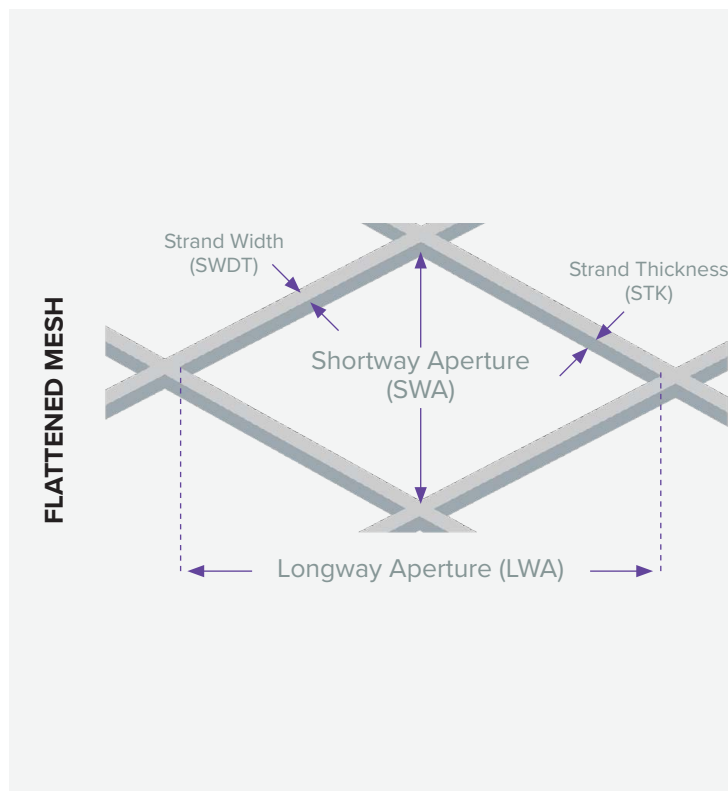 Strand Width
(SWDT)
Strand Thickness
(STK)
FLATTENED MESH
Shortway Aperture
(SWA)
Longway Aperture (LWA)